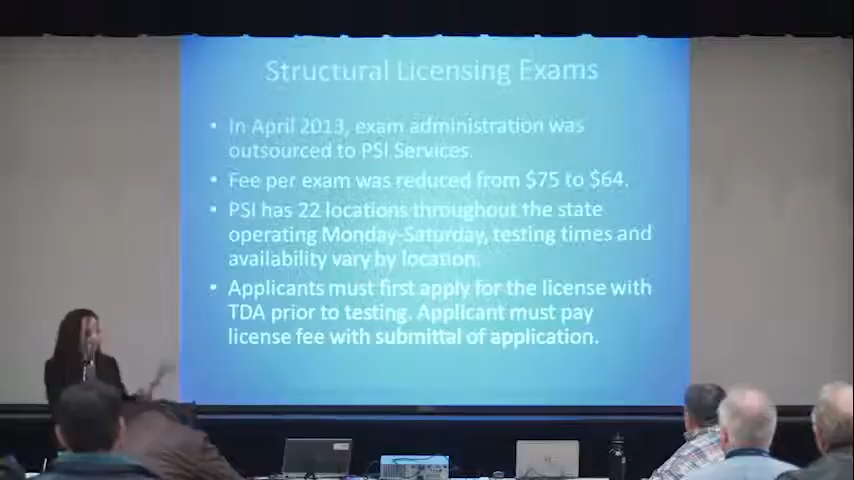 Structural Licensing Exams
• In April 2013, exam administration was
outsourced to PSI Services.
• Fee per exam was reduced from $75 to $64.
• PSI has 22 locations throughout the state
operating Monday-Saturday, testing times and
availability vary by location.
• Applicants must first apply for the license with
TDA prior to testing. Applicant must pay
license fee with submittal of application.